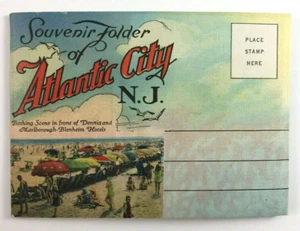 Souvenir Folder
of
Atlantic City
N.J.
PLACE
STAMP
HERE
Bathing Scene in front of Dennis and
Marlborough-Blenheim Hotels